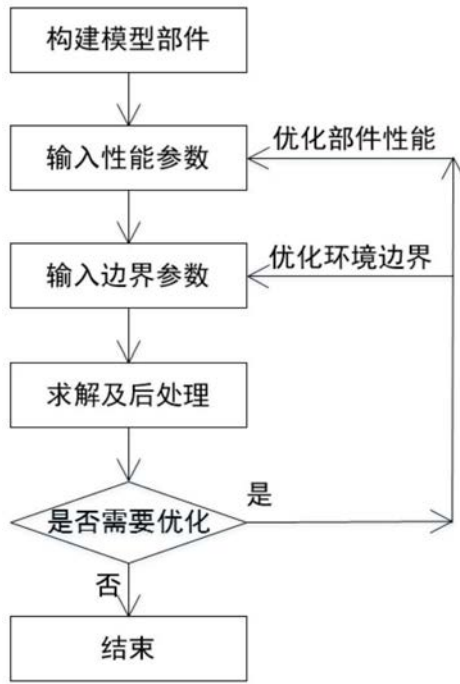 构建模型部件
优化部件性能
输入性能参数
优化环境边界
输入边界参数
求解及后处理
是
是否需要优化
否
结束